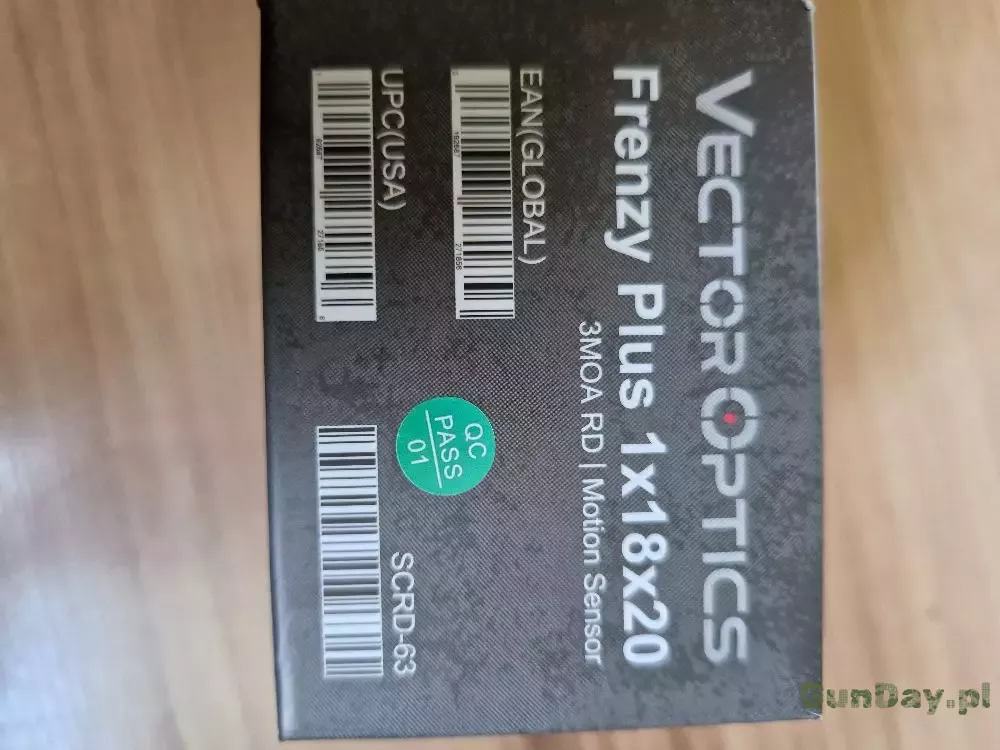 VECTOR OPTICS
Frenzy Plus 1x18x20
3MOA RD | Motion Sensor
EAN(GLOBAL)
QC
PASS
01
UPC(USA)
SCRD-63
GunDay.pl